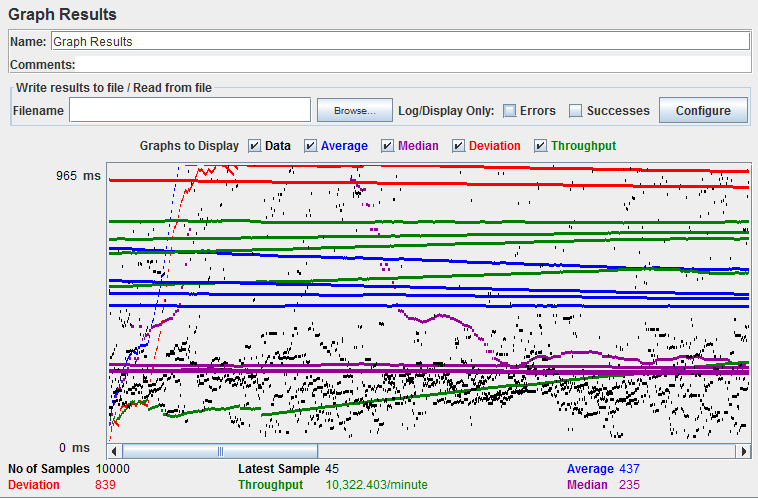 Graph Results
Name: Graph Results
Comments:
Write results to file / Read from file
Filename Browse... Log/Display Only: Errors Successes Configure
Graphs to Display Data Average Median Deviation Throughput
965 ms
0 ms
No of Samples 10000 Latest Sample 45 Average 437
Deviation 839 Throughput 10,322.403/minute Median 235